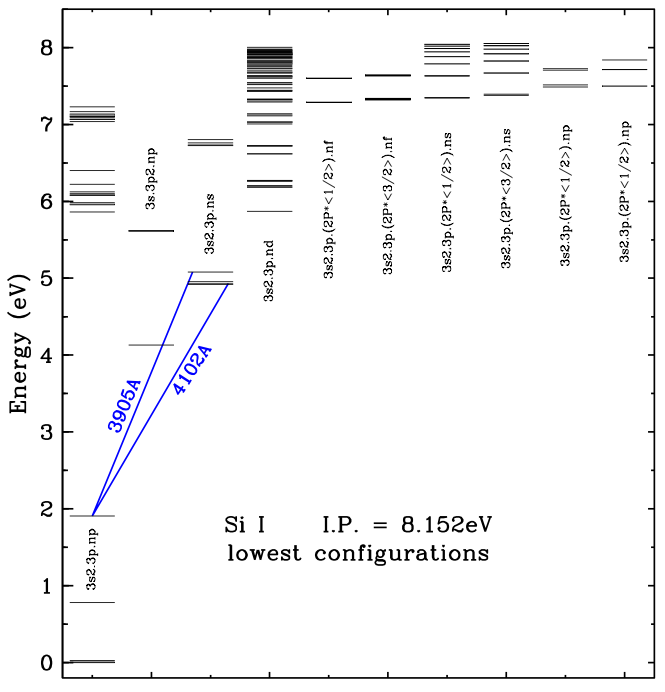 8
7
6
5
4
3
2
1
0
Energy (eV)
3s2.3p.np
3s.3p2.np
3s2.3p.ns
3s2.3p.nd
3s2.3p.(2P*<1/2>).nf
3s2.3p.(2P*<3/2>).nf
3s2.3p.(2P*<1/2>).ns
3s2.3p.(2P*<3/2>).ns
3s2.3p.(2P*<1/2>).np
3s2.3p.(2P*<1/2>).np
3905A
4102A
Si I I.P. = 8.152eV
lowest configurations